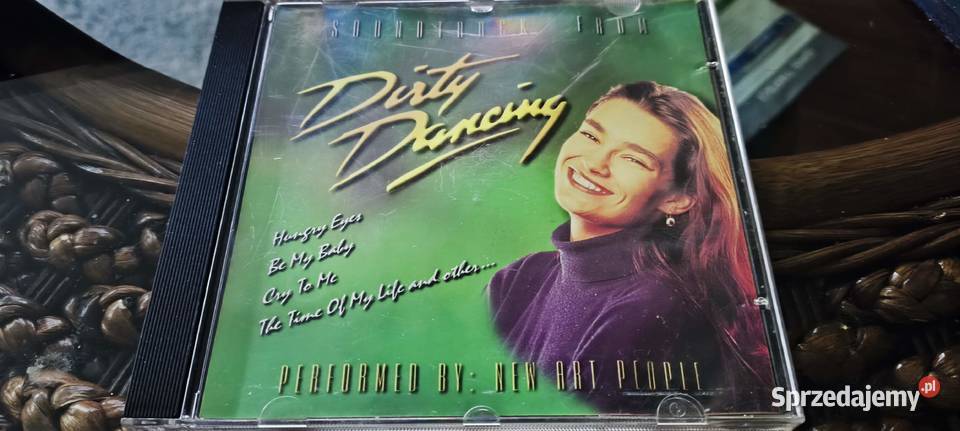 SOUNDTRACK FROM
Dirty
Dancing
Hungry Eyes
Be My Baby
Cry To Me
The Time Of My Life and other...
PERFORMED BY: NEW ART PEOPLE
Sprzedajemy.pl